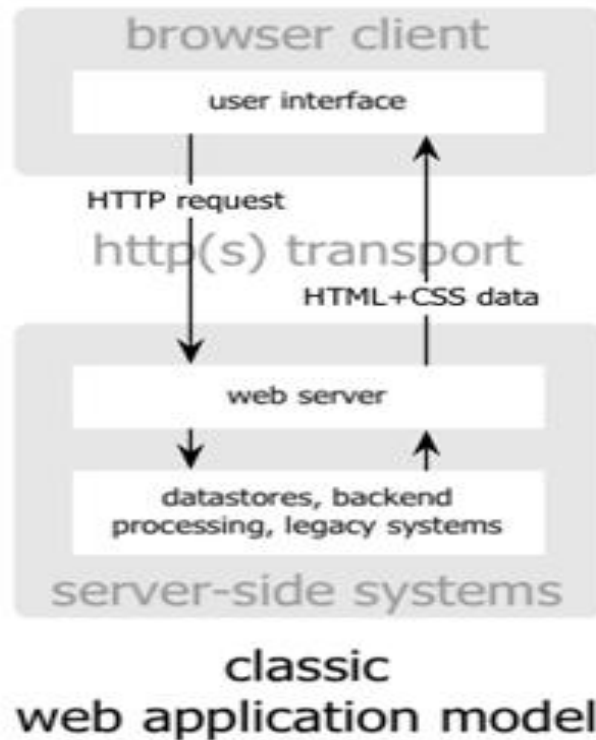 browser client
user interface
HTTP request
http(s) transport
HTML+CSS data
web server
datastores, backend
processing, legacy systems
server-side systems
classic
web application model